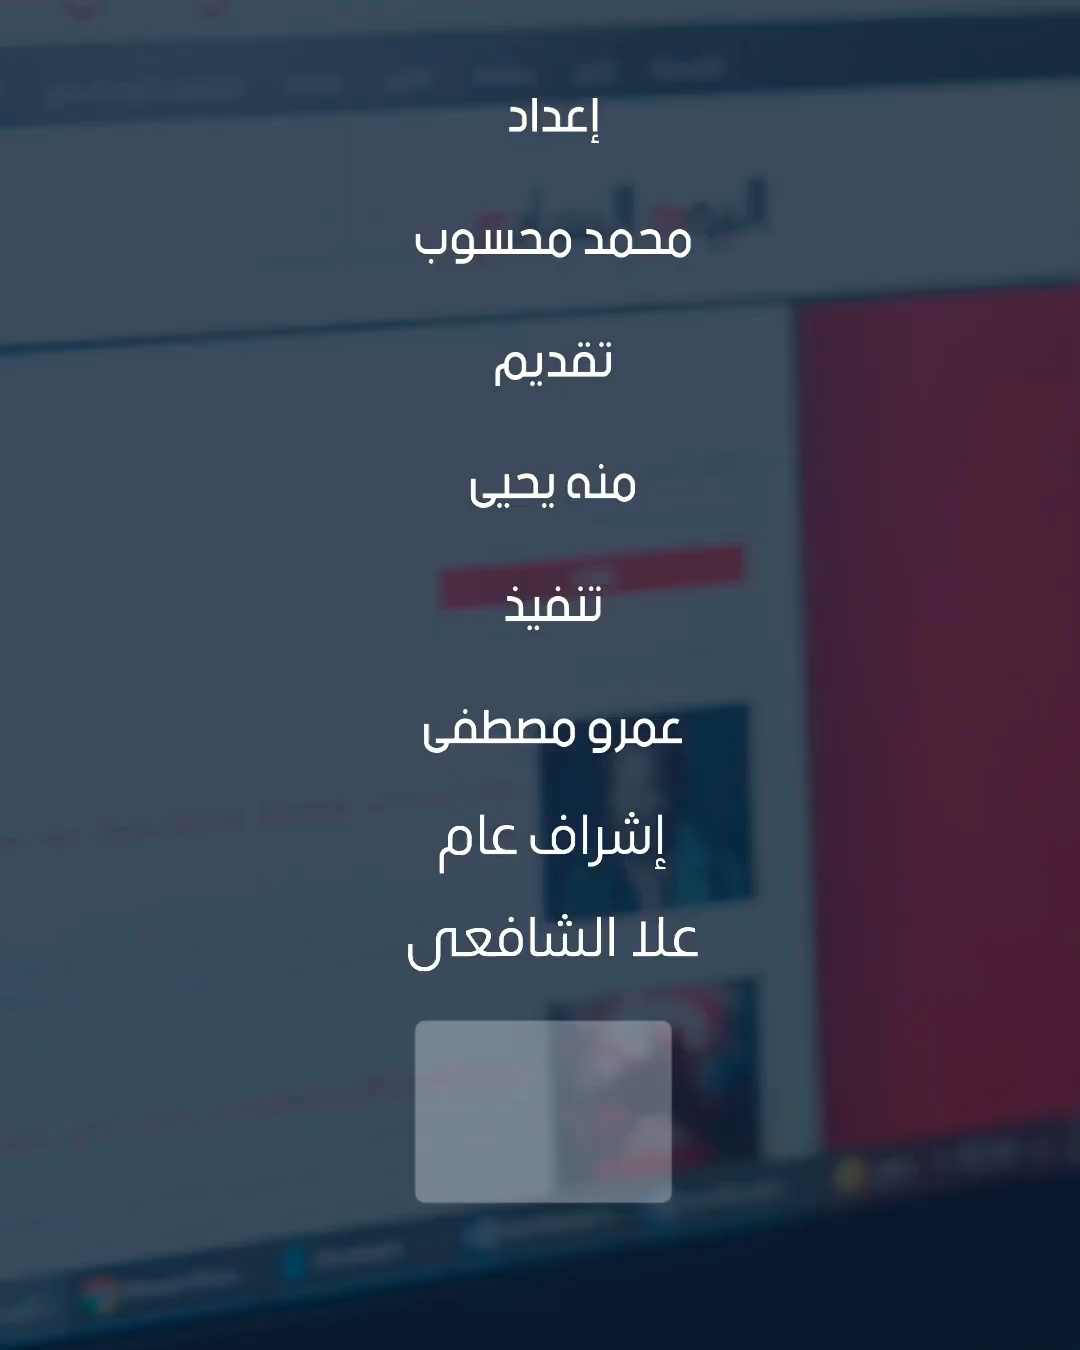 إعداد
محمد محسوب
تقديم
منه يحيى
تنفيذ
عمرو مصطفى
إشراف عام
علا الشافعى